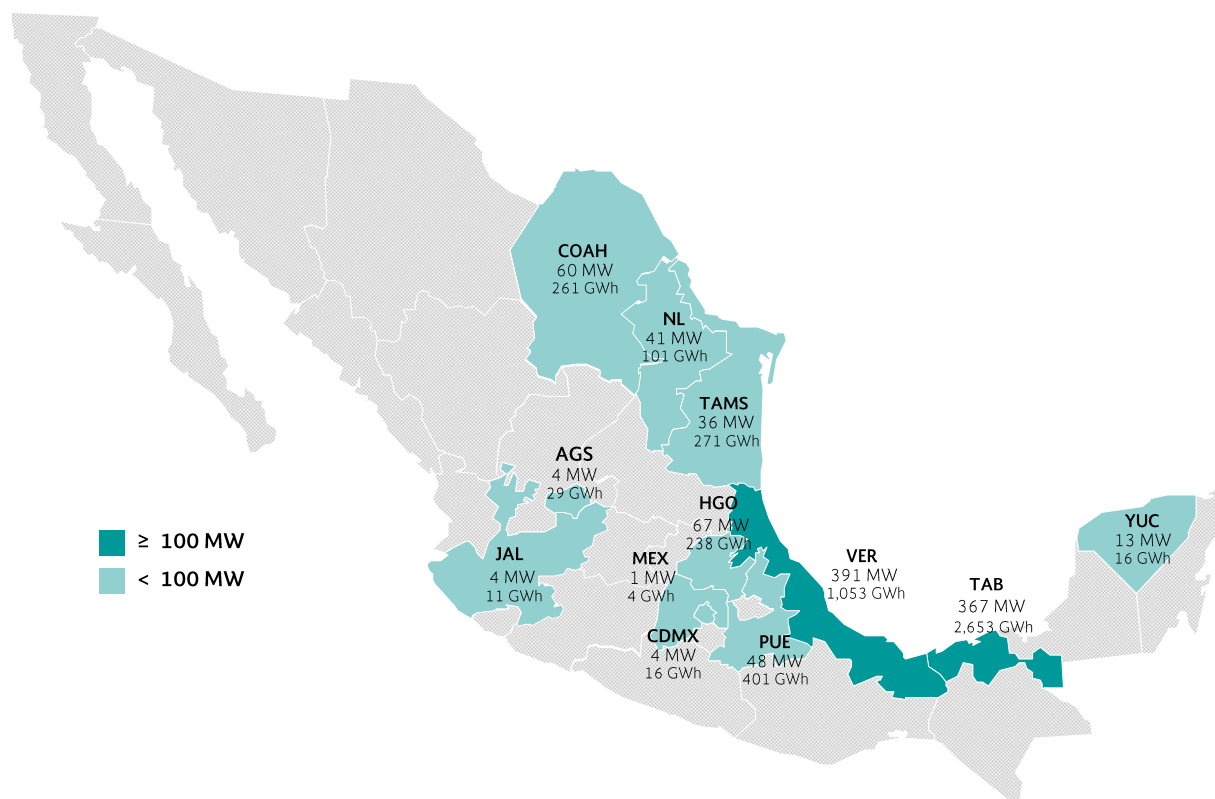 COAH
60 MW
261 GWh
NL
41 MW
101 GWh
TAMS
36 MW
271 GWh
AGS
4 MW
29 GWh
HGO
67 MW
238 GWh
YUC
13 MW
16 GWh
≥ 100 MW
< 100 MW
JAL
4 MW
11 GWh
MEX
1 MW
4 GWh
VER
391 MW
1,053 GWh
TAB
367 MW
2,653 GWh
CDMX
4 MW
16 GWh
PUE
48 MW
401 GWh